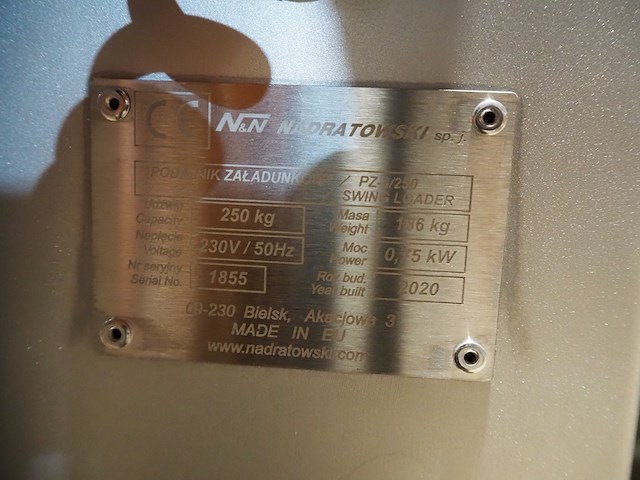 CE N&N NADRATOWSKI sp. j.
PODAJNIK ZAŁADUNKOWY PZ-1/250
SWING LOADER
Udźwig
Capacity 250 kg Masa
Weight 186 kg
Napięcie
Voltage 230V / 50Hz Moc
Power 0,75 kW
Nr seryjny
Serial No. 1855 Rok bud.
Year built 2020
09-230 Bielsk, Akacjowa 3
MADE IN EU
www.nadratowski.com